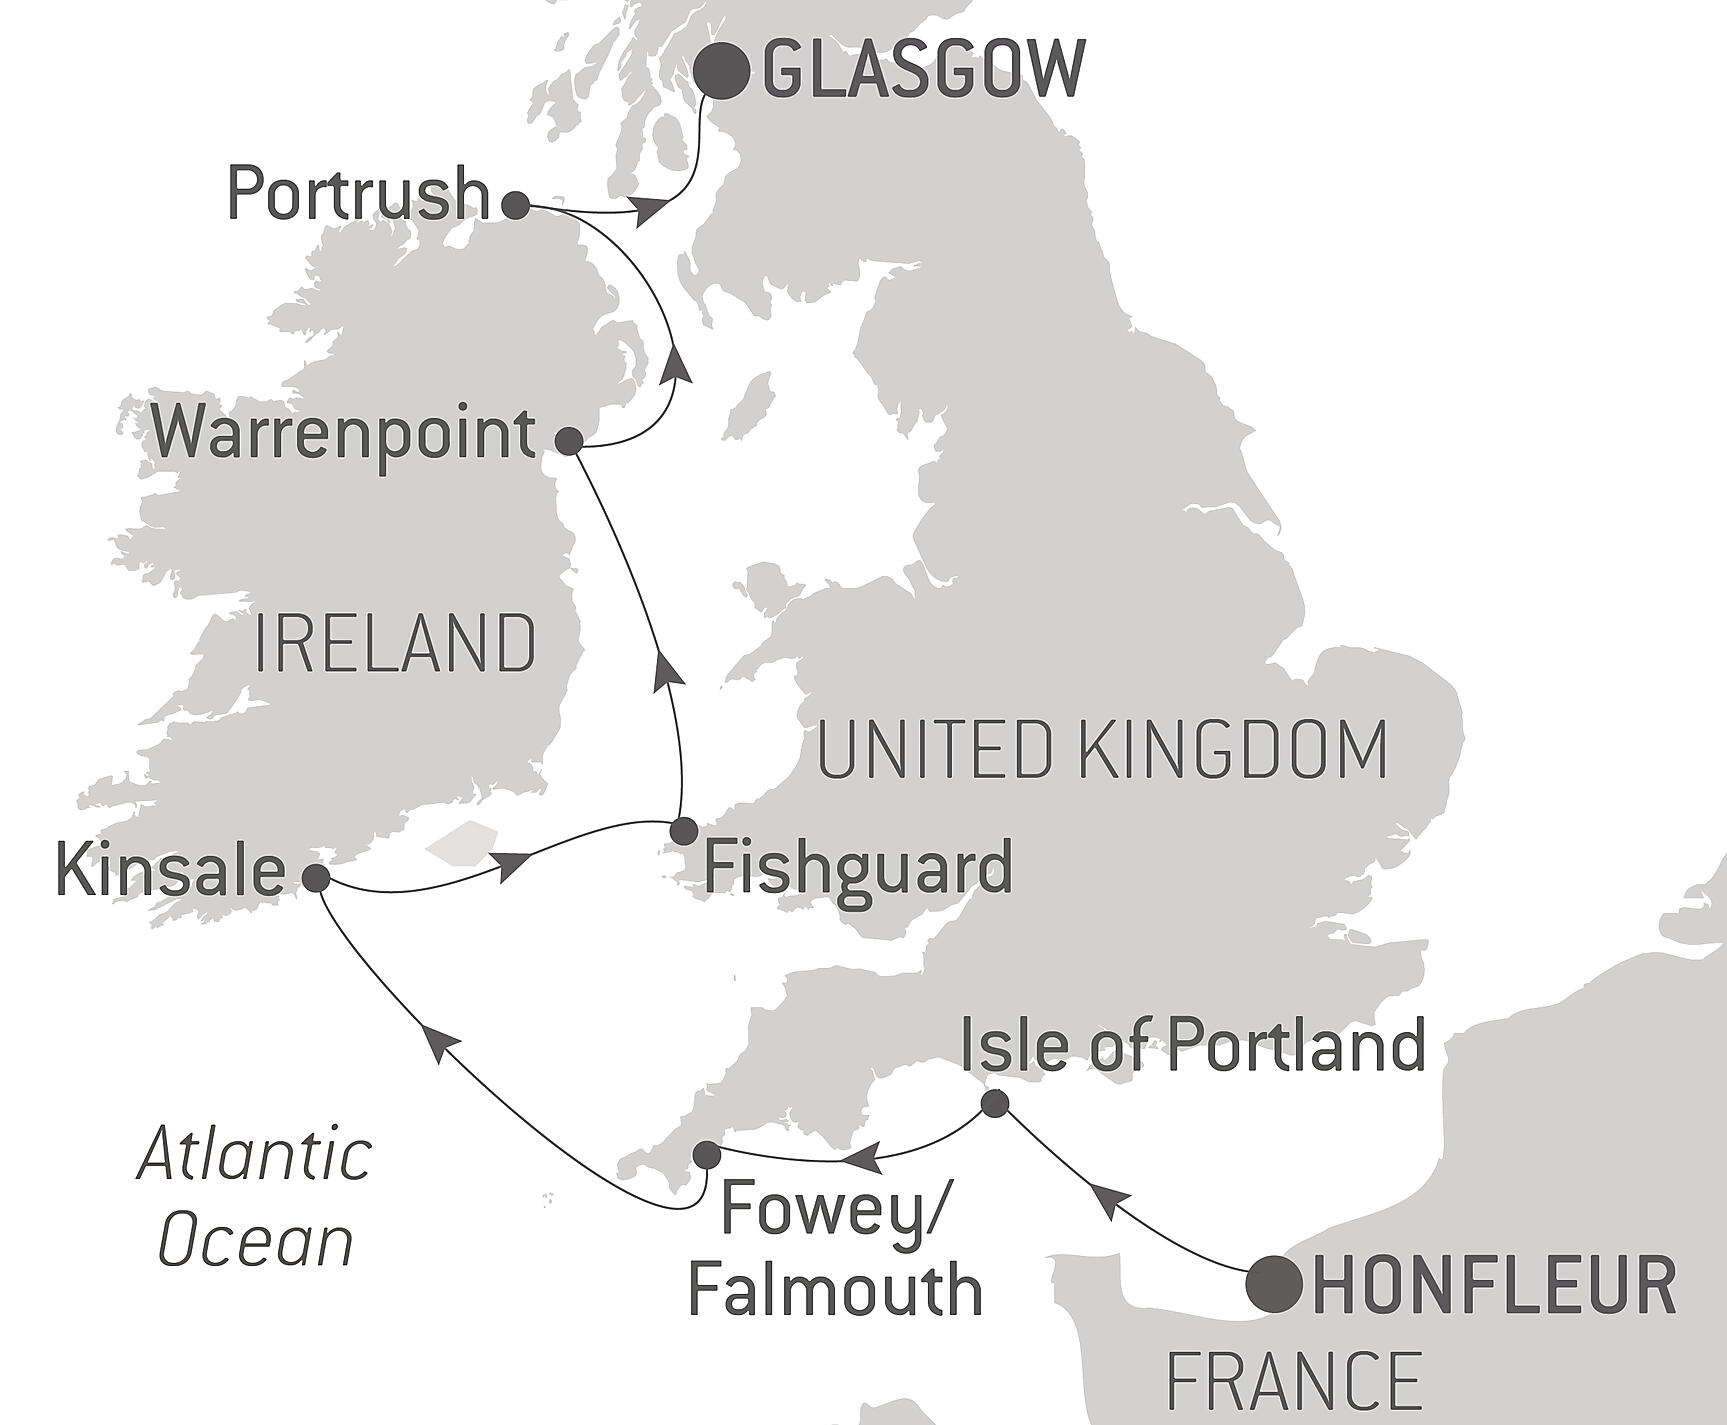 GLASGOW
Portrush
Warrenpoint
IRELAND
UNITED KINGDOM
Kinsale
Fishguard
Isle of Portland
Atlantic
Ocean
Fowey/
Falmouth
HONFLEUR
FRANCE